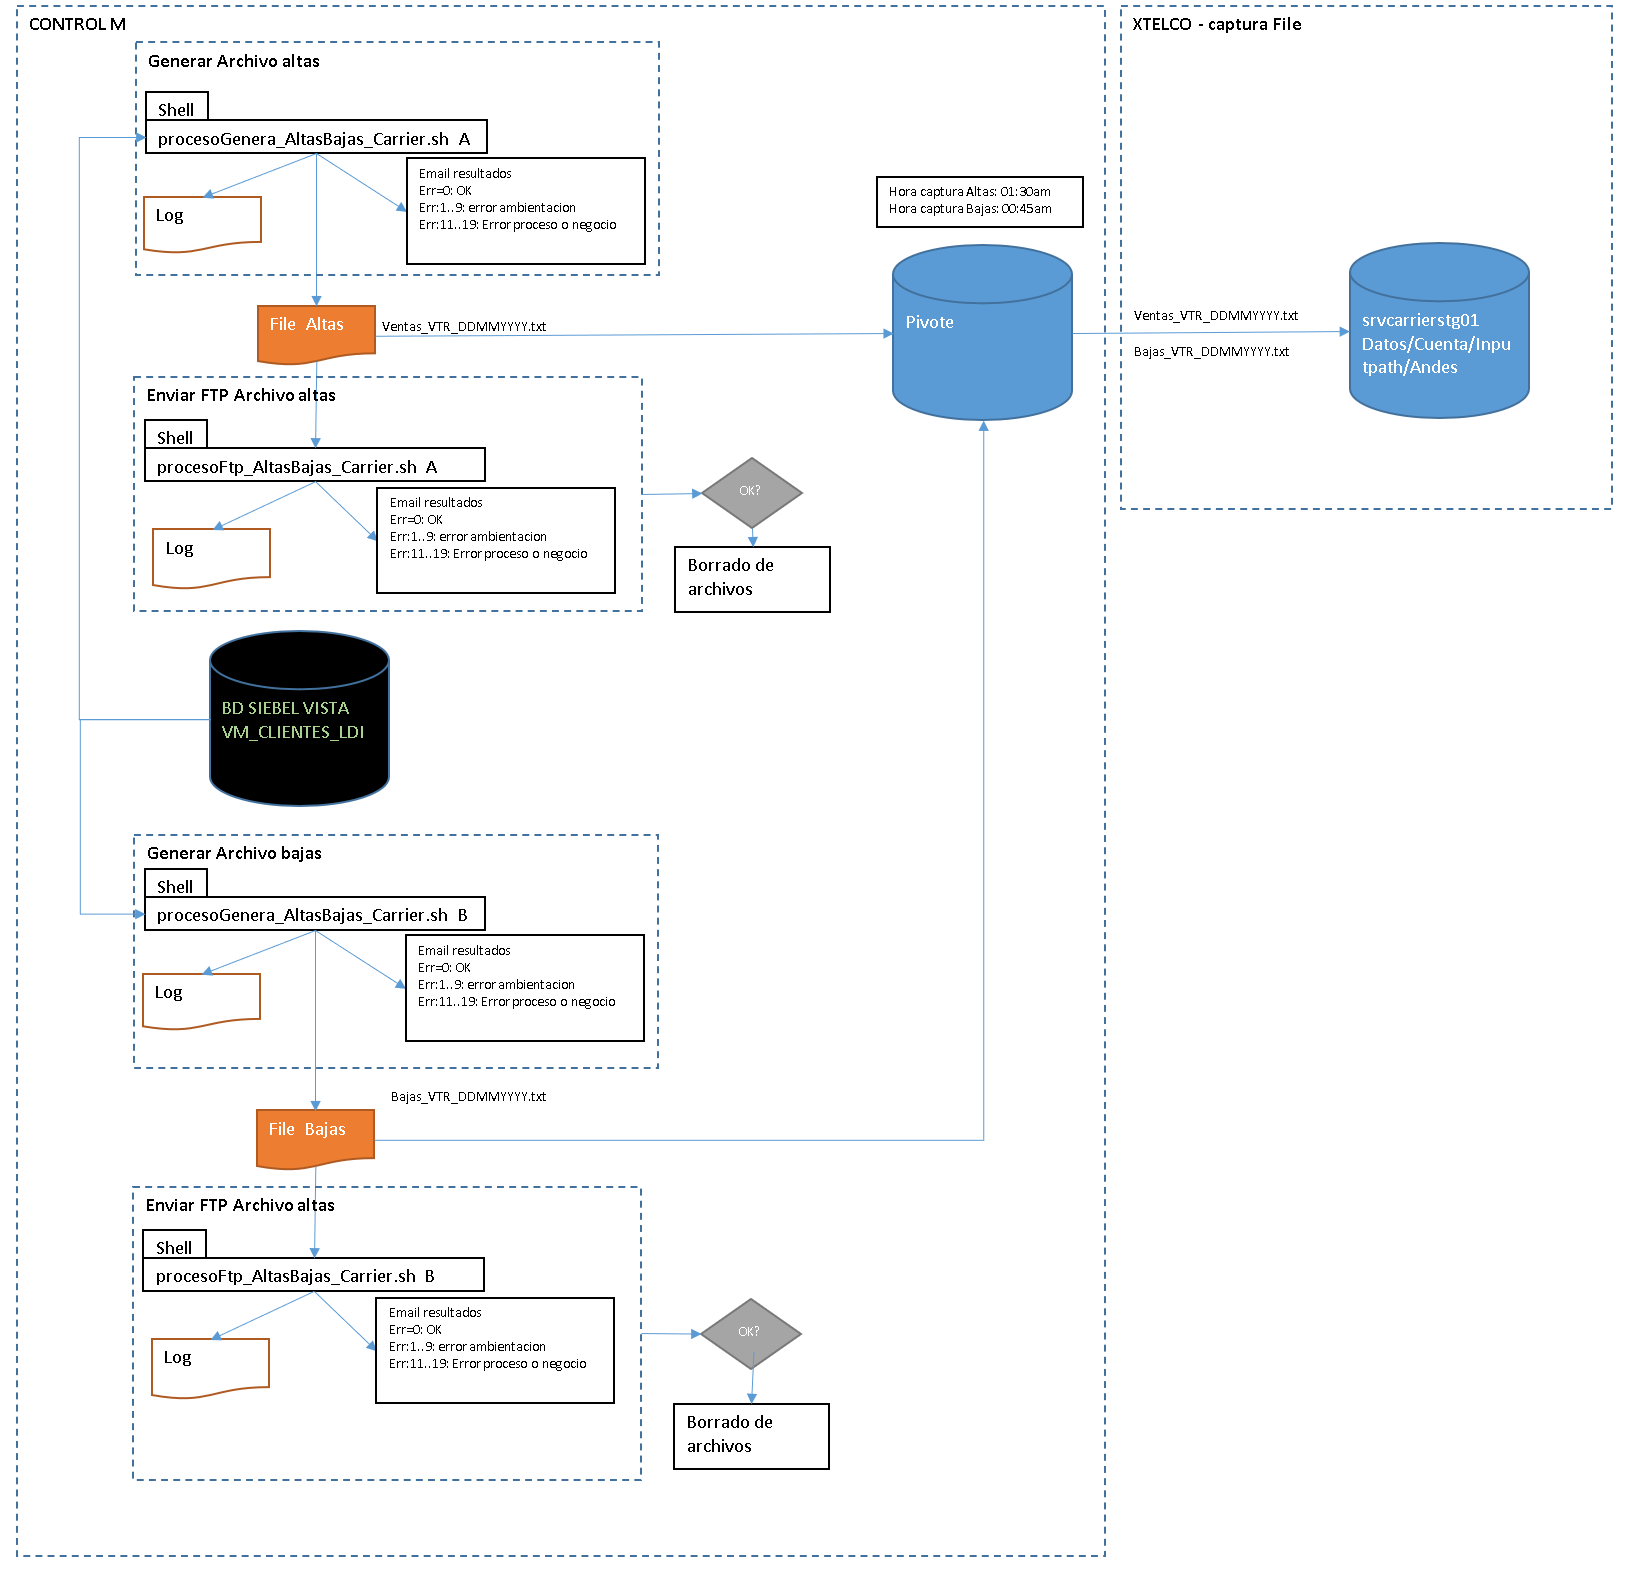 CONTROL M
Generar Archivo altas
Shell
procesoGenera_AltasBajas_Carrier.sh A
Log
Email resultados
Err=0: OK
Err:1..9: error ambientacion
Err:11..19: Error proceso o negocio
File Altas
Ventas_VTR_DDMMYYYY.txt
Hora captura Altas: 01:30am
Hora captura Bajas: 00:45am
Pivote
XTELCO - captura File
Ventas_VTR_DDMMYYYY.txt
Bajas_VTR_DDMMYYYY.txt
srvcarrierstg01
Datos/Cuenta/Inpu
tpath/Andes
Enviar FTP Archivo altas
Shell
procesoFtp_AltasBajas_Carrier.sh A
Log
Email resultados
Err=0: OK
Err:1..9: error ambientacion
Err:11..19: Error proceso o negocio
OK?
Borrado de
archivos
BD SIEBEL VISTA
VM_CLIENTES_LDI
Generar Archivo bajas
Shell
procesoGenera_AltasBajas_Carrier.sh B
Log
Email resultados
Err=0: OK
Err:1..9: error ambientacion
Err:11..19: Error proceso o negocio
Bajas_VTR_DDMMYYYY.txt
File Bajas
Enviar FTP Archivo altas
Shell
procesoFtp_AltasBajas_Carrier.sh B
Log
Email resultados
Err=0: OK
Err:1..9: error ambientacion
Err:11..19: Error proceso o negocio
OK?
Borrado de
archivos